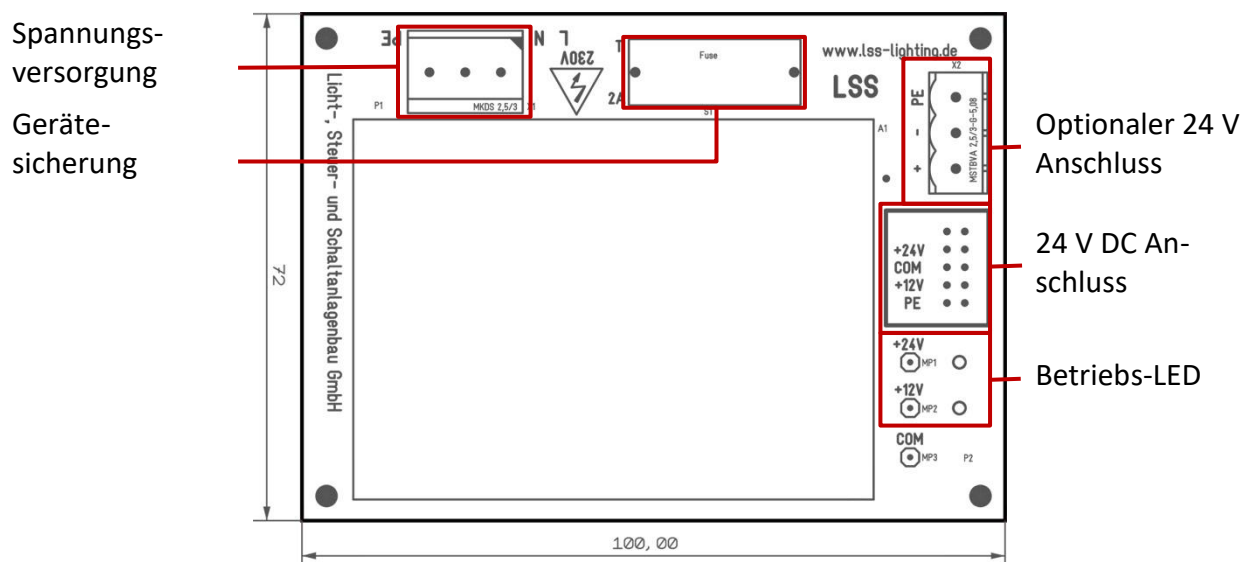 Spannungs-
versorgung
Geräte-
sicherung
PE
N
L
230V
P1
MKDS 2,5/3
X1
T
2A
Fuse
S1
www.lss-lighting.de
LSS
X2
PE
-
+
MSTBVA 2,5/3-G-5,08
A1
Licht-, Steuer- und Schaltanlagenbau GmbH
+24V
COM
+12V
PE
+24V
MP1
+12V
MP2
COM
MP3
P2
Optionaler 24 V
Anschluss
24 V DC An-
schluss
Betriebs-LED
72
100,00